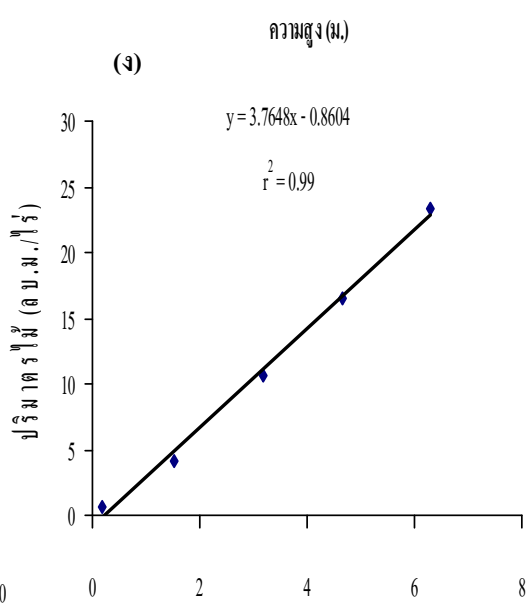 ความสูง (ม.)
(ง)
y = 3.7648x - 0.8604
r² = 0.99
ปริมาตรไม้ (ลบ.ม./ไร่)
30
25
20
15
10
5
0
0 0 2 4 6 8